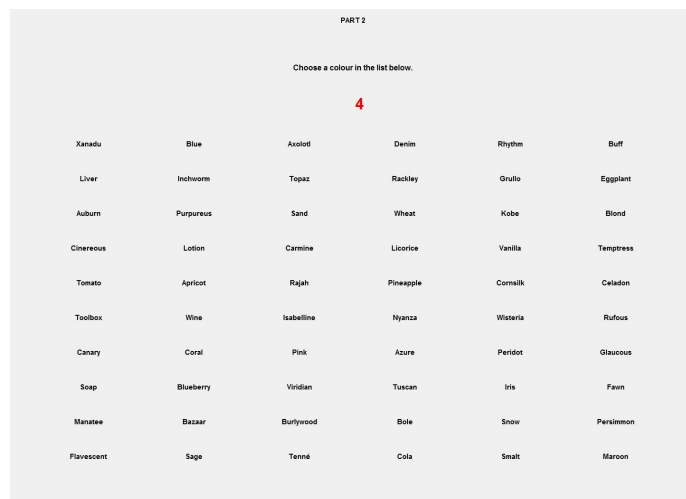 PART 2
Choose a colour in the list below.
4
Xanadu Blue Axolotl Denim Rhythm Buff
Liver Inchworm Topaz Rackley Grullo Eggplant
Auburn Purpureus Sand Wheat Kobe Blond
Cinereous Lotion Carmine Licorice Vanilla Temptress
Tomato Apricot Rajah Pineapple Cornsilk Celadon
Toolbox Wine Isabelline Nyanza Wisteria Rufous
Canary Coral Pink Azure Peridot Glaucous
Soap Blueberry Viridian Tuscan Iris Fawn
Manatee Bazaar Burlywood Bole Snow Persimmon
Flavescent Sage Tenné Cola Smalt Maroon